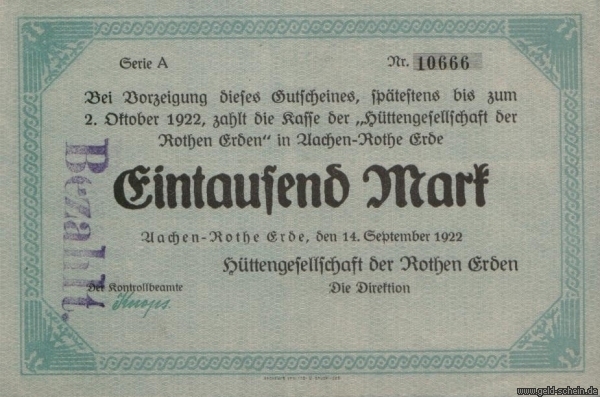 Serie A
Nr. 10666
Bei Vorzeigung dieses Gutscheines, spätestens bis zum
2. Oktober 1922, zahlt die Kasse der „Hüttengesellschaft der
Rothen Erden" in Aachen-Rothe Erde
Eintausend Mark
Aachen-Rothe Erde, den 14. September 1922
Hüttengesellschaft der Rothen Erden
Der Kontrollbeamte
Die Direktion
Knops.
Bezahlt.
www.geld-schein.de